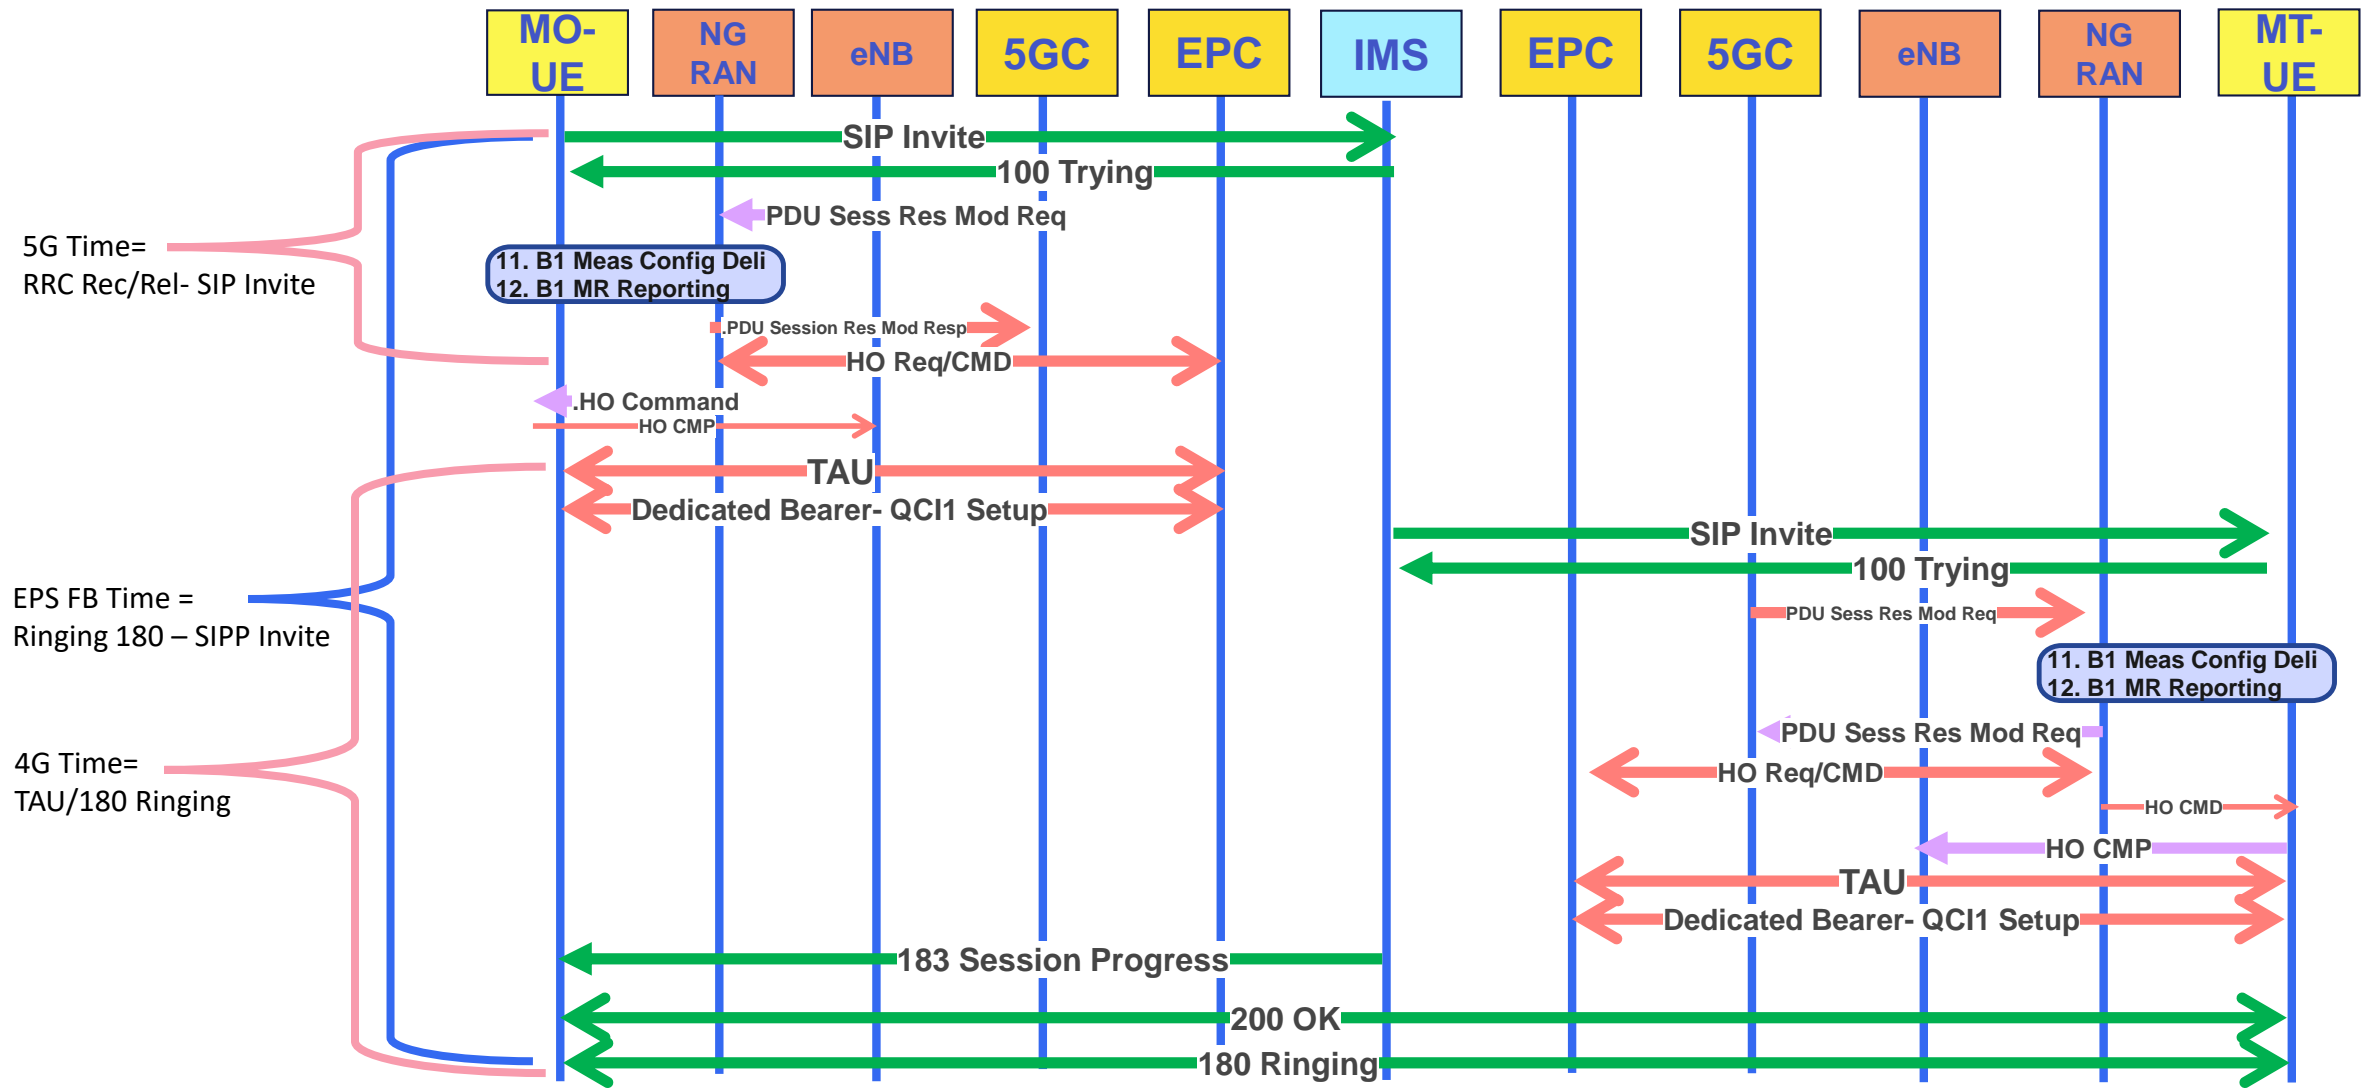 MO-
UE
NG
RAN
eNB
5GC
EPC
IMS
EPC
5GC
eNB
NG
RAN
MT-
UE
SIP Invite
100 Trying
PDU Sess Res Mod Req
5G Time=
RRC Rec/Rel- SIP Invite
11. B1 Meas Config Deli
12. B1 MR Reporting
.PDU Session Res Mod Resp
HO Req/CMD
.HO Command
HO CMP
TAU
Dedicated Bearer- QCI1 Setup
SIP Invite
100 Trying
EPS FB Time =
Ringing 180 – SIPP Invite
PDU Sess Res Mod Req
11. B1 Meas Config Deli
12. B1 MR Reporting
PDU Sess Res Mod Req
4G Time=
TAU/180 Ringing
HO Req/CMD
HO CMD
HO CMP
TAU
Dedicated Bearer- QCI1 Setup
183 Session Progress
200 OK
180 Ringing